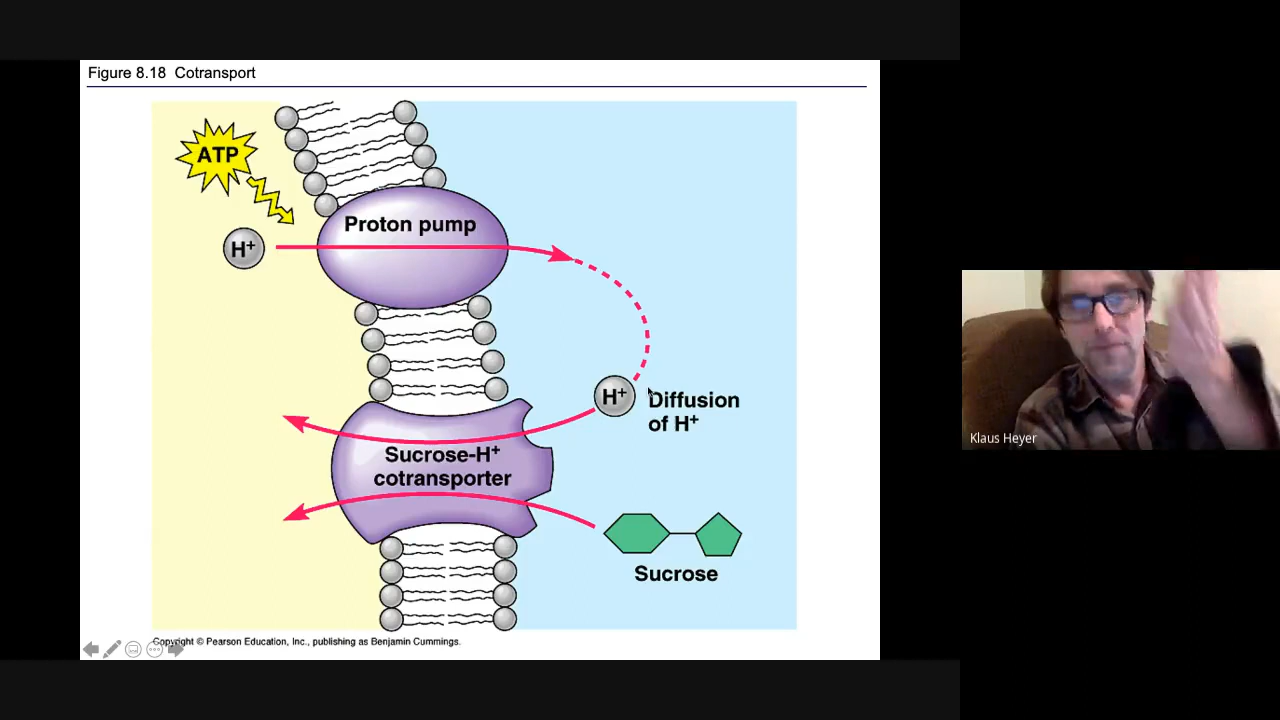 Figure 8.18 Cotransport
ATP
Proton pump
H⁺
H⁺
Diffusion
of H⁺
Sucrose-H⁺
cotransporter
Sucrose
Copyright © Pearson Education, Inc., publishing as Benjamin Cummings.
Klaus Heyer